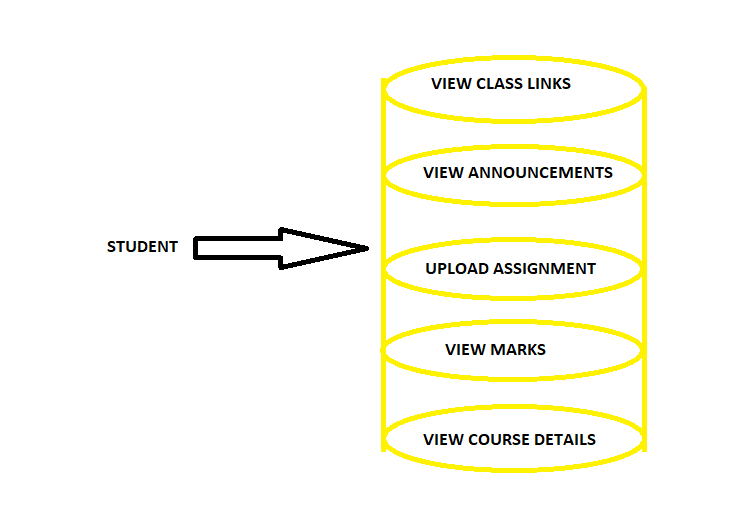 VIEW CLASS LINKS
VIEW ANNOUNCEMENTS
STUDENT
UPLOAD ASSIGNMENT
VIEW MARKS
VIEW COURSE DETAILS